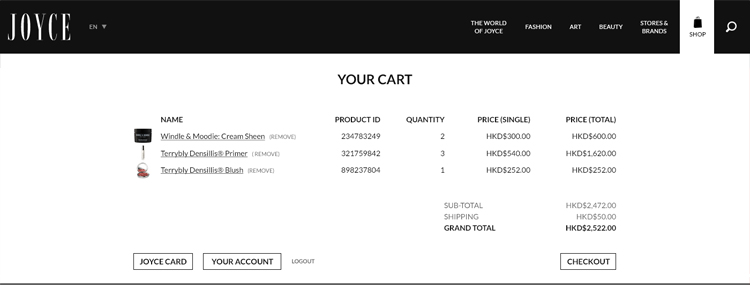 JOYCE
EN
THE WORLD
OF JOYCE
FASHION
ART
BEAUTY
STORES &
BRANDS
SHOP
YOUR CART
NAME PRODUCT ID QUANTITY PRICE (SINGLE) PRICE (TOTAL)
Windle & Moodie: Cream Sheen (REMOVE) 234783249 2 HKD$300.00 HKD$600.00
Terrybly Densillis® Primer ( REMOVE) 321759842 3 HKD$540.00 HKD$1,620.00
Terrybly Densillis® Blush (REMOVE) 898237804 1 HKD$252.00 HKD$252.00
SUB-TOTAL HKD$2,472.00
SHIPPING HKD$50.00
GRAND TOTAL HKD$2,522.00
JOYCE CARD YOUR ACCOUNT LOGOUT CHECKOUT